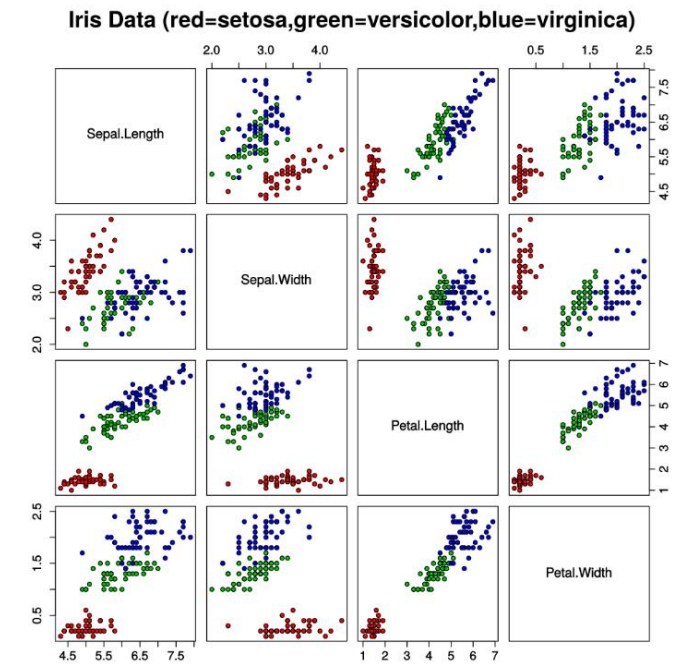 Iris Data (red=setosa,green=versicolor,blue=virginica)
2.0 3.0 4.0
0.5 1.5 2.5
Sepal.Length
4.5 5.5 6.5 7.5
2.0 3.0 4.0
Sepal.Width
Petal.Length
1 2 3 4 5 6 7
0.5 1.5 2.5
Petal.Width
4.5 5.5 6.5 7.5
1 2 3 4 5 6 7